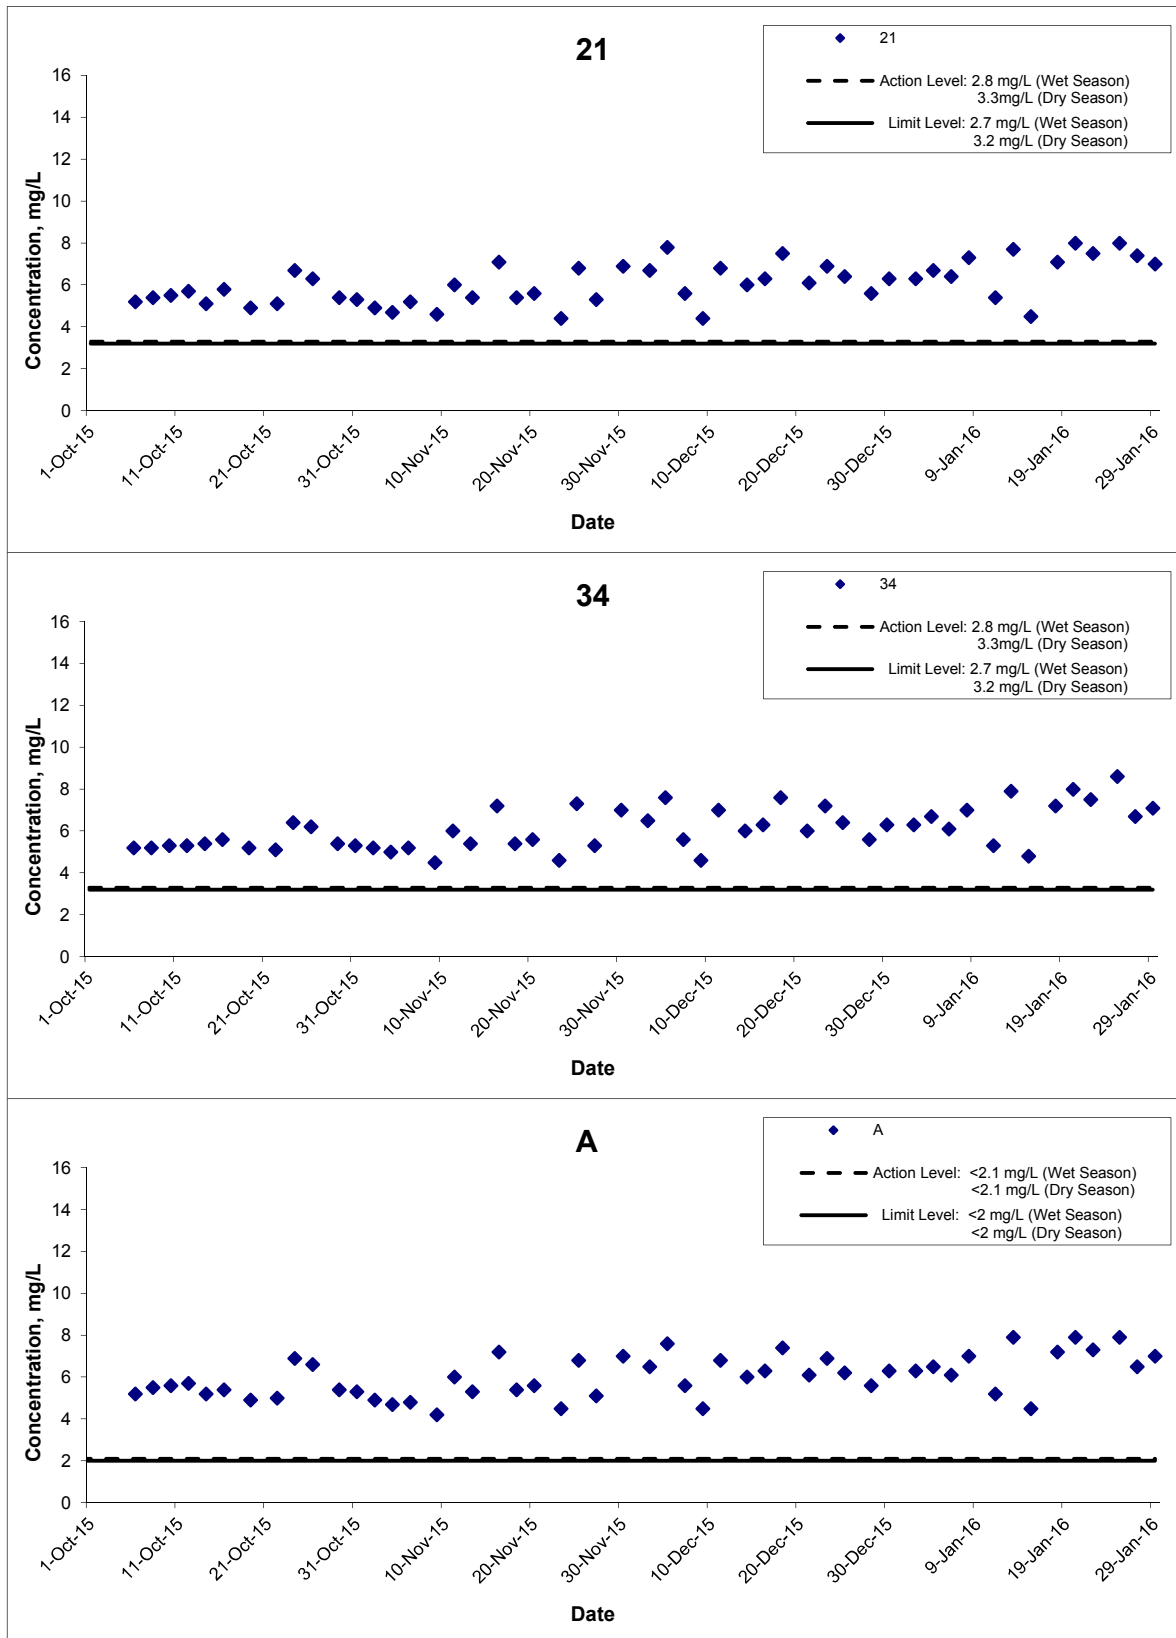 21
21
Action Level: 2.8 mg/L (Wet Season)
3.3mg/L (Dry Season)
Limit Level: 2.7 mg/L (Wet Season)
3.2 mg/L (Dry Season)
Concentration, mg/L
16
14
12
10
8
6
4
2
0
1-Oct-15 11-Oct-15 21-Oct-15 31-Oct-15 10-Nov-15 20-Nov-15 30-Nov-15 10-Dec-15 20-Dec-15 30-Dec-15 9-Jan-16 19-Jan-16 29-Jan-16
Date
34
34
Action Level: 2.8 mg/L (Wet Season)
3.3mg/L (Dry Season)
Limit Level: 2.7 mg/L (Wet Season)
3.2 mg/L (Dry Season)
Concentration, mg/L
16
14
12
10
8
6
4
2
0
1-Oct-15 11-Oct-15 21-Oct-15 31-Oct-15 10-Nov-15 20-Nov-15 30-Nov-15 10-Dec-15 20-Dec-15 30-Dec-15 9-Jan-16 19-Jan-16 29-Jan-16
Date
A
A
Action Level: <2.1 mg/L (Wet Season)
<2.1 mg/L (Dry Season)
Limit Level: <2 mg/L (Wet Season)
<2 mg/L (Dry Season)
Concentration, mg/L
16
14
12
10
8
6
4
2
0
1-Oct-15 11-Oct-15 21-Oct-15 31-Oct-15 10-Nov-15 20-Nov-15 30-Nov-15 10-Dec-15 20-Dec-15 30-Dec-15 9-Jan-16 19-Jan-16 29-Jan-16
Date